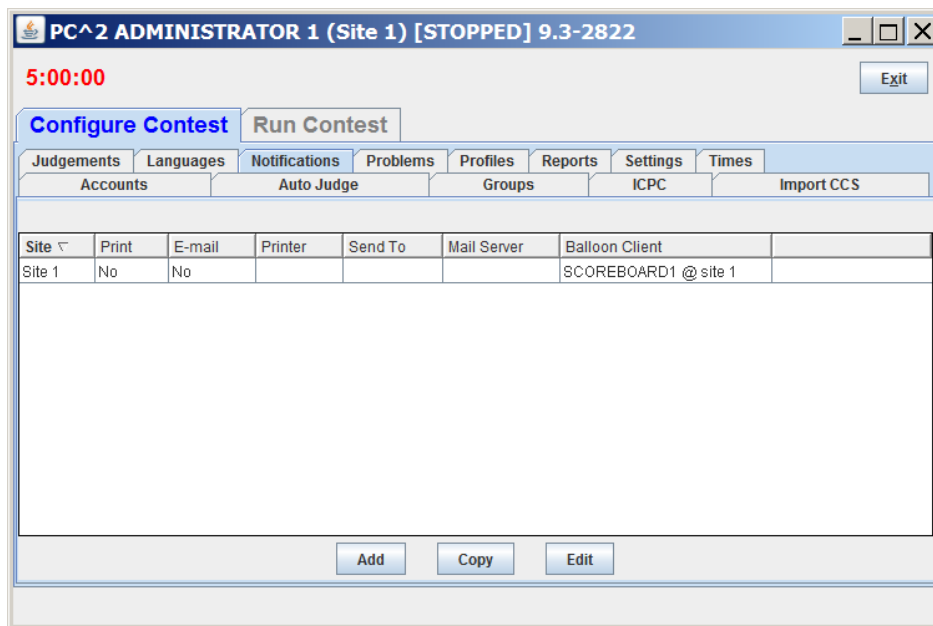 PC^2 ADMINISTRATOR 1 (Site 1) [STOPPED] 9.3-2822
5:00:00 Exit
Configure Contest Run Contest
Judgements Languages Notifications Problems Profiles Reports Settings Times
Accounts Auto Judge Groups ICPC Import CCS
Site Print E-mail Printer Send To Mail Server Balloon Client
Site 1 No No SCOREBOARD1 @ site 1
Add Copy Edit